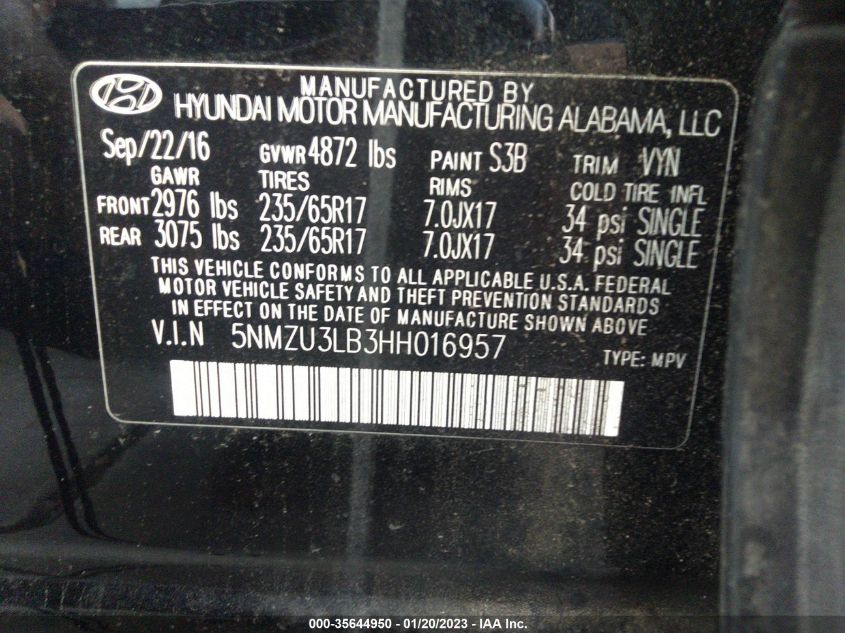 MANUFACTURED BY
HYUNDAI MOTOR MANUFACTURING ALABAMA, LLC
Sep/22/16 GVWR 4872 lbs PAINT S3B TRIM VYN
GAWR TIRES RIMS COLD TIRE INFL
FRONT 2976 lbs 235/65R17 7.0JX17 34 psi SINGLE
REAR 3075 lbs 235/65R17 7.0JX17 34 psi SINGLE
THIS VEHICLE CONFORMS TO ALL APPLICABLE U.S.A. FEDERAL
MOTOR VEHICLE SAFETY AND THEFT PREVENTION STANDARDS
IN EFFECT ON THE DATE OF MANUFACTURE SHOWN ABOVE
V.I.N 5NMZU3LB3HH016957 TYPE: MPV
000-35644950 - 01/20/2023 - IAA Inc.